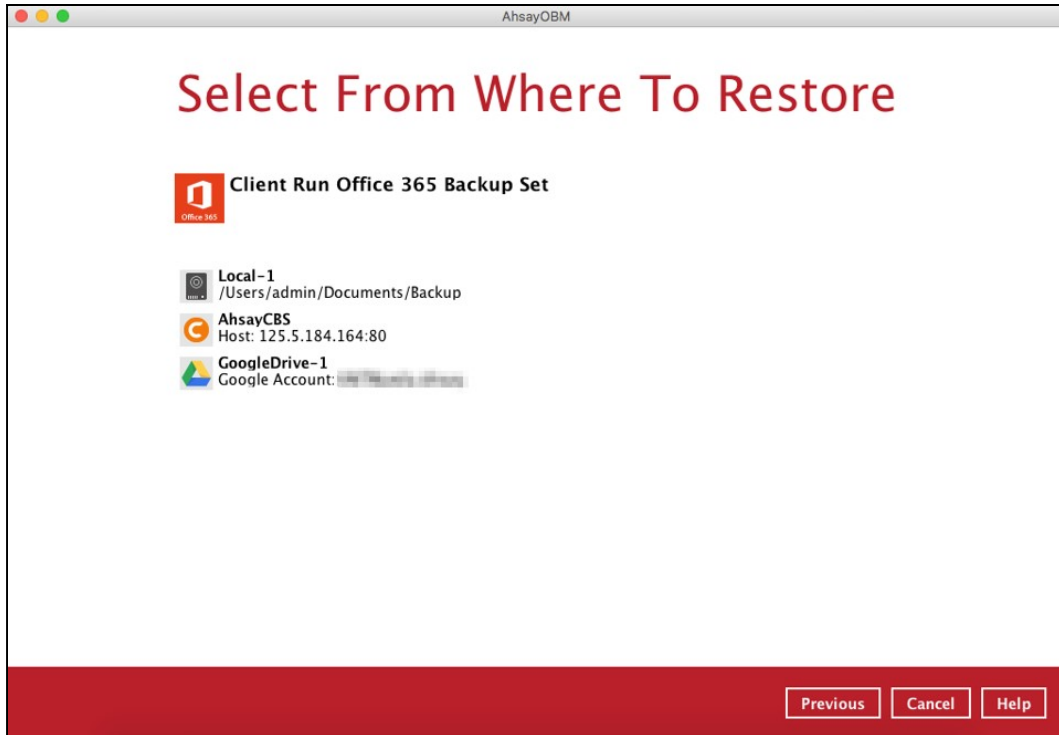 AhsayOBM
Select From Where To Restore
Client Run Office 365 Backup Set
Office 365
Local-1
/Users/admin/Documents/Backup
AhsayCBS
Host: 125.5.184.164:80
GoogleDrive-1
Google Account:
Previous Cancel Help